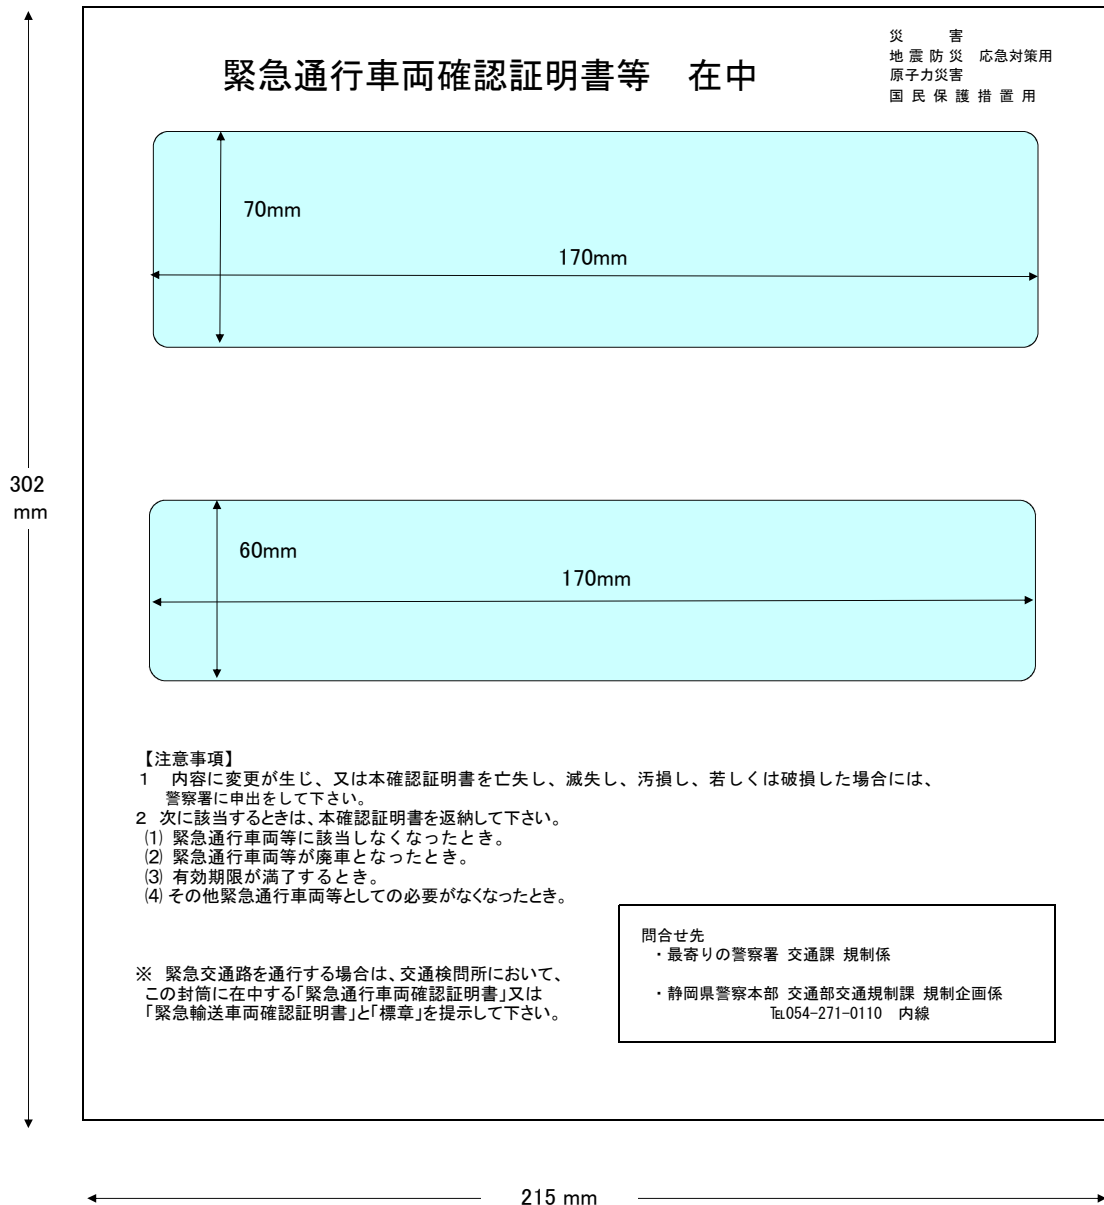 緊急通行車両確認証明書等　在中
災　　害
地 震 防 災　応急対策用
原子力災害
国 民 保 護 措 置 用
70mm
170mm
302
mm
60mm
170mm
【注意事項】
１　内容に変更が生じ、又は本確認証明書を亡失し、滅失し、汚損し、若しくは破損した場合には、
警察署に申出をして下さい。
２ 次に該当するときは、本確認証明書を返納して下さい。
⑴ 緊急通行車両等に該当しなくなったとき。
⑵ 緊急通行車両等が廃車となったとき。
⑶ 有効期限が満了するとき。
⑷ その他緊急通行車両等としての必要がなくなったとき。
※ 緊急交通路を通行する場合は、交通検問所において、
この封筒に在中する「緊急通行車両確認証明書」又は
「緊急輸送車両確認証明書」と「標章」を提示して下さい。
問合せ先
・最寄りの警察署 交通課 規制係
・静岡県警察本部 交通部交通規制課 規制企画係
℡054-271-0110　内線
215 mm